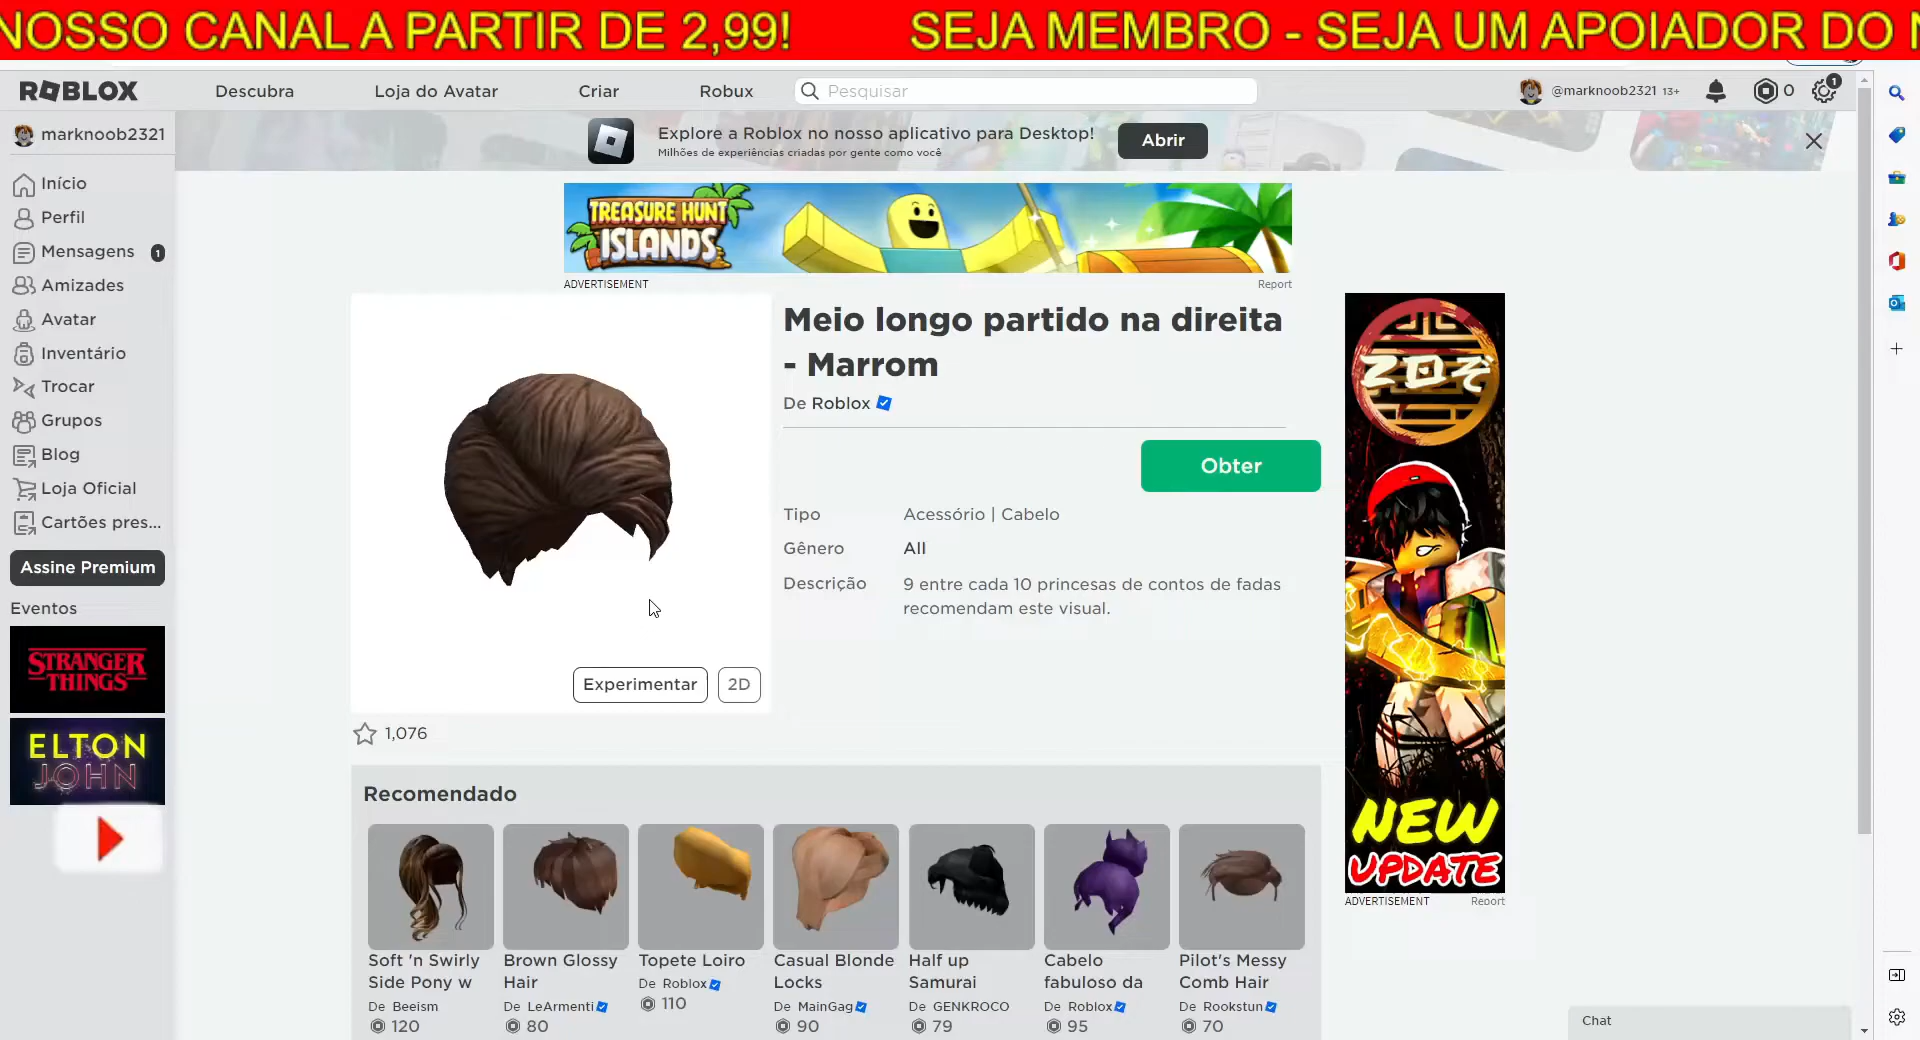 NOSSO CANAL A PARTIR DE 2,99! SEJA MEMBRO - SEJA UM APOIADOR DO N
ROBLOX
Descubra
Loja do Avatar
Criar
Robux
Pesquisar
@marknoob2321 13+
0
1
marknoob2321
Início
Perfil
Mensagens 1
Amizades
Avatar
Inventário
Trocar
Grupos
Blog
Loja Oficial
Cartões pres...
Assine Premium
Eventos
STRANGER
THINGS
ELTON
JOHN
Explore a Roblox no nosso aplicativo para Desktop!
Milhões de experiências criadas por gente como você
Abrir
TREASURE HUNT
ISLANDS
ADVERTISEMENT
Report
Meio longo partido na direita
- Marrom
De Roblox
Obter
Tipo
Acessório | Cabelo
Gênero
All
Descrição
9 entre cada 10 princesas de contos de fadas
recomendam este visual.
Experimentar
2D
1,076
Recomendado
Soft 'n Swirly
Side Pony w
De Beeism
120
Brown Glossy
Hair
De LeArmenti
80
Topete Loiro
De Roblox
110
Casual Blonde
Locks
De MainGag
90
Half up
Samurai
De GENKROCO
79
Cabelo
fabuloso da
De Roblox
95
Pilot's Messy
Comb Hair
De Rookstun
70
NEW
UPDATE
ADVERTISEMENT
Report
Chat